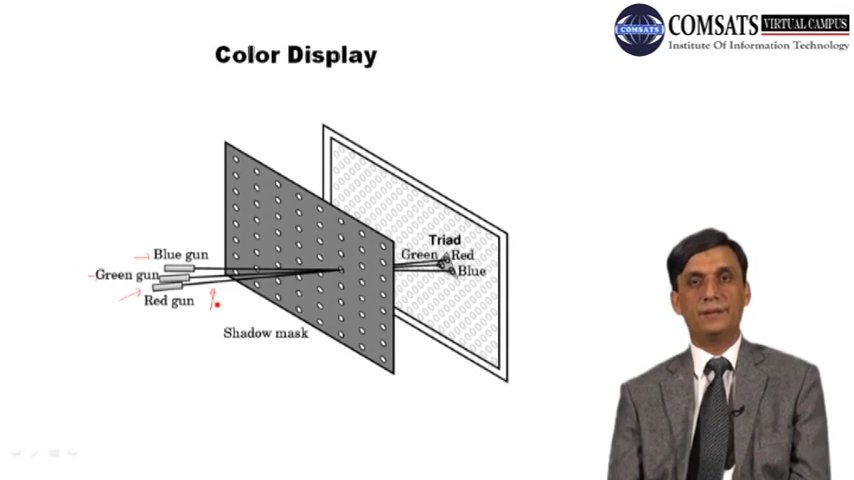 Color Display
COMSATS
COMSATS VIRTUAL CAMPUS
Institute Of Information Technology
Triad
Green Red
Blue
Blue gun
Green gun
Red gun
Shadow mask